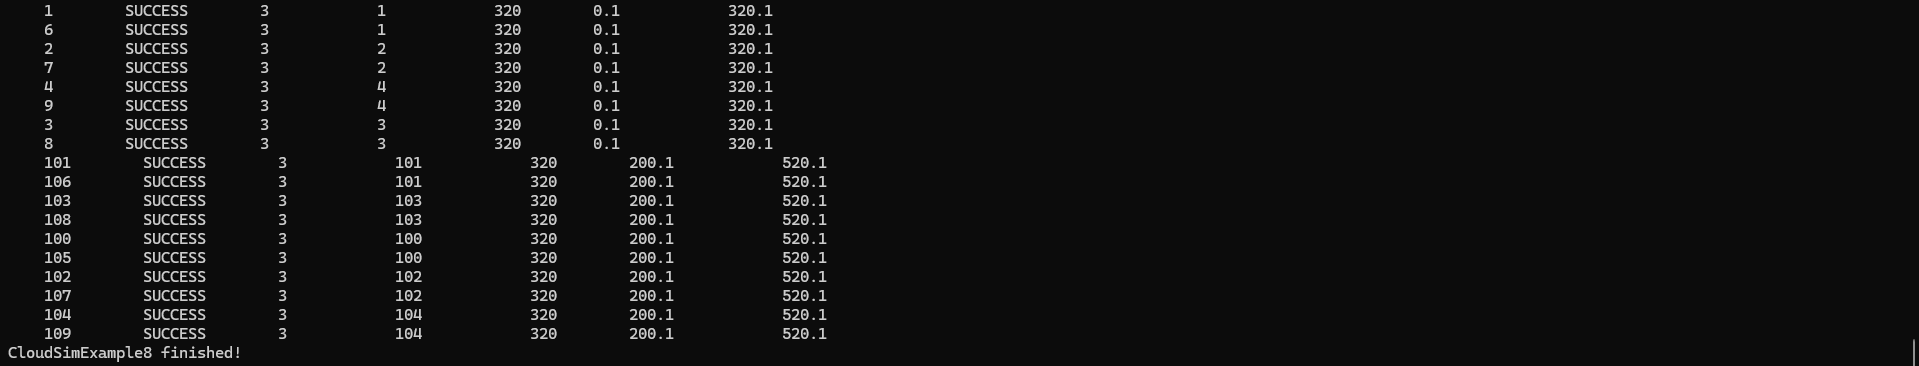 1 SUCCESS 3 1 320 0.1 320.1
6 SUCCESS 3 1 320 0.1 320.1
2 SUCCESS 3 2 320 0.1 320.1
7 SUCCESS 3 2 320 0.1 320.1
4 SUCCESS 3 4 320 0.1 320.1
9 SUCCESS 3 4 320 0.1 320.1
3 SUCCESS 3 3 320 0.1 320.1
8 SUCCESS 3 3 320 0.1 320.1
101 SUCCESS 3 101 320 200.1 520.1
106 SUCCESS 3 101 320 200.1 520.1
103 SUCCESS 3 103 320 200.1 520.1
108 SUCCESS 3 103 320 200.1 520.1
100 SUCCESS 3 100 320 200.1 520.1
105 SUCCESS 3 100 320 200.1 520.1
102 SUCCESS 3 102 320 200.1 520.1
107 SUCCESS 3 102 320 200.1 520.1
104 SUCCESS 3 104 320 200.1 520.1
109 SUCCESS 3 104 320 200.1 520.1
CloudSimExample8 finished!